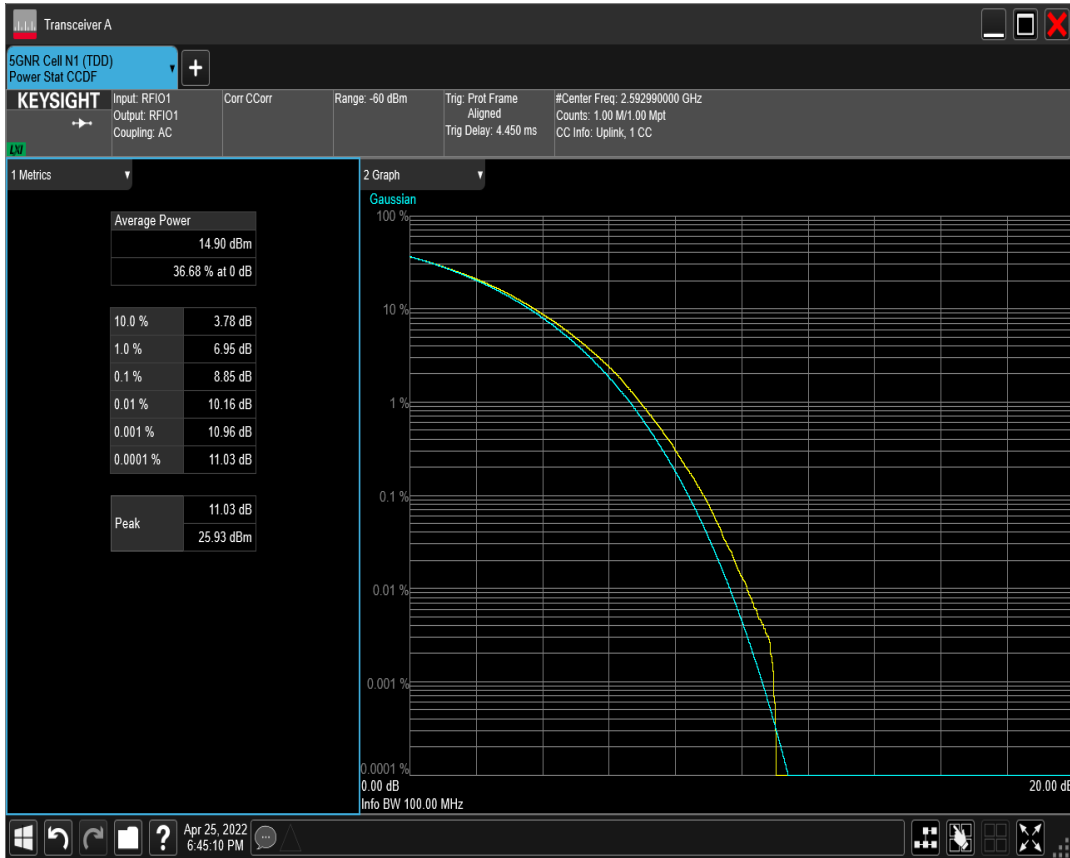 Transceiver A
5GNR Cell N1 (TDD)
Power Stat CCDF
+
KEYSIGHT
LXI
Input: RFIO1
Output: RFIO1
Coupling: AC
Corr CCorr
Range: -60 dBm
Trig: Prot Frame
Aligned
Trig Delay: 4.450 ms
#Center Freq: 2.592990000 GHz
Counts: 1.00 M/1.00 Mpt
CC Info: Uplink, 1 CC
1 Metrics
Average Power
14.90 dBm
36.68 % at 0 dB
10.0 % 3.78 dB
1.0 % 6.95 dB
0.1 % 8.85 dB
0.01 % 10.16 dB
0.001 % 10.96 dB
0.0001 % 11.03 dB
Peak
11.03 dB
25.93 dBm
2 Graph
Gaussian
100 %
10 %
1 %
0.1 %
0.01 %
0.001 %
0.0001 %
0.00 dB
20.00 dB
Info BW 100.00 MHz
?
Apr 25, 2022
6:45:10 PM